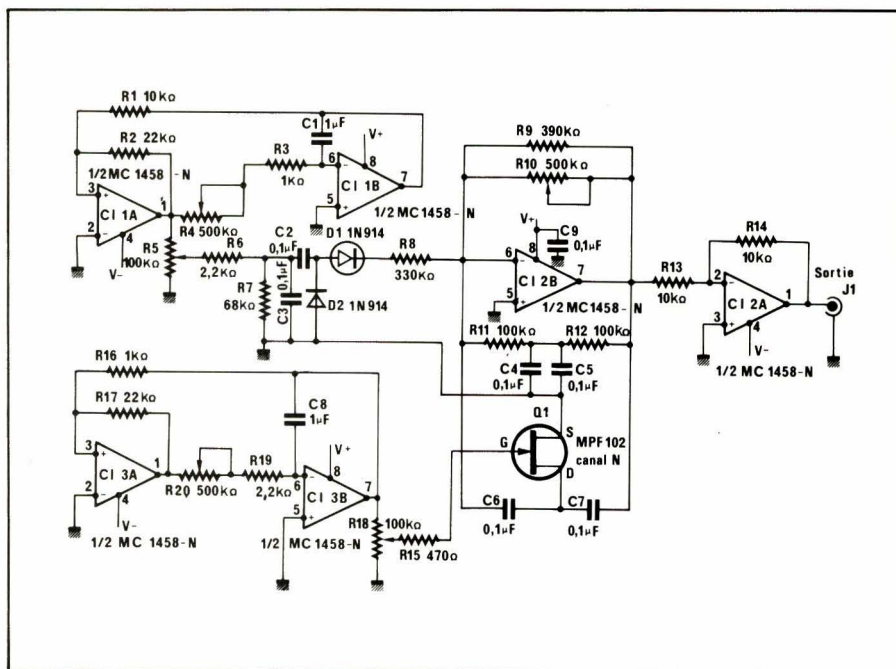 R1 10KΩ
R2 22KΩ
3
+
2
-
CI 1A
1
4
V-
1/2 MC 1458-N
R4 500KΩ
R5
100KΩ
R3
1KΩ
C1 1μF
V+
8
6
-
5
+
CI 1B
7
1/2 MC 1458-N
R6
2,2KΩ
R7
68KΩ
C2
0,1μF
C3
0,1μF
D1 1N914
D2 1N914
R8
330KΩ
R9 390KΩ
R10 500KΩ
V+
C9
0,1μF
6
-
8
5
+
CI 2B
7
1/2 MC1458-N
R11 100KΩ
R12 100KΩ
C4
0,1μF
C5
0,1μF
Q1
G
S
D
MPF102
canal N
C6
0,1μF
C7
0,1μF
R13
10KΩ
R14
10KΩ
2
-
3
+
CI 2A
1
4
V-
1/2 MC 1458-N
Sortie
J1
R16 1KΩ
R17 22KΩ
3
+
2
-
CI 3A
1
4
V-
1/2 MC 1458-N
R20 500KΩ
R19
2,2KΩ
C8
1μF
V+
8
6
-
5
+
CI 3B
7
1/2 MC 1458-N
R18
100KΩ
R15 470Ω